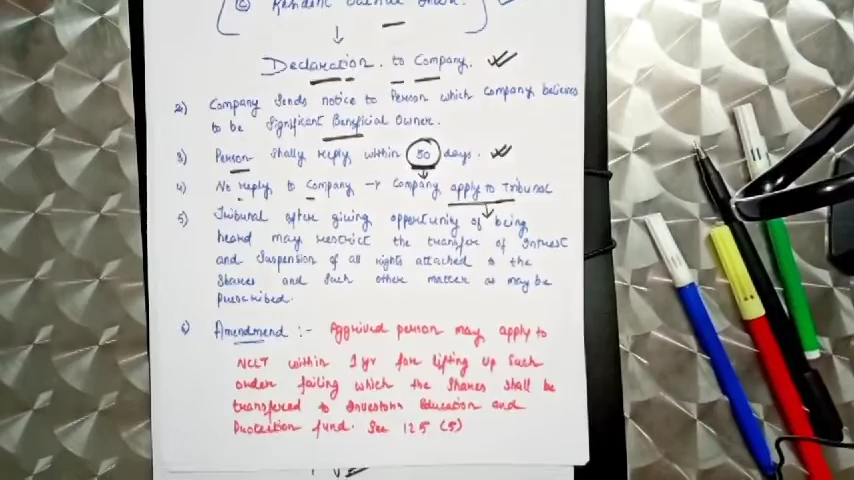 (c)
Declaration to Company.
2) Company sends notice to Person which company believes
to be Significant Beneficial Owner.
3) Person shall reply within 30 days.
4) No reply to Company → Company apply to Tribunal
5) Tribunal after giving opportunity of being
heard may restrict the transfer of Interest
and Suspension of all rights attached to the
Shares and such other matter as may be
prescribed.
6) Amendmend :- Aggrived person may apply to
NCLT within 1 yr for lifting up such
order failing which the shares shall be
transferred to Investors Education and
Protection fund. Sec 125 (5)